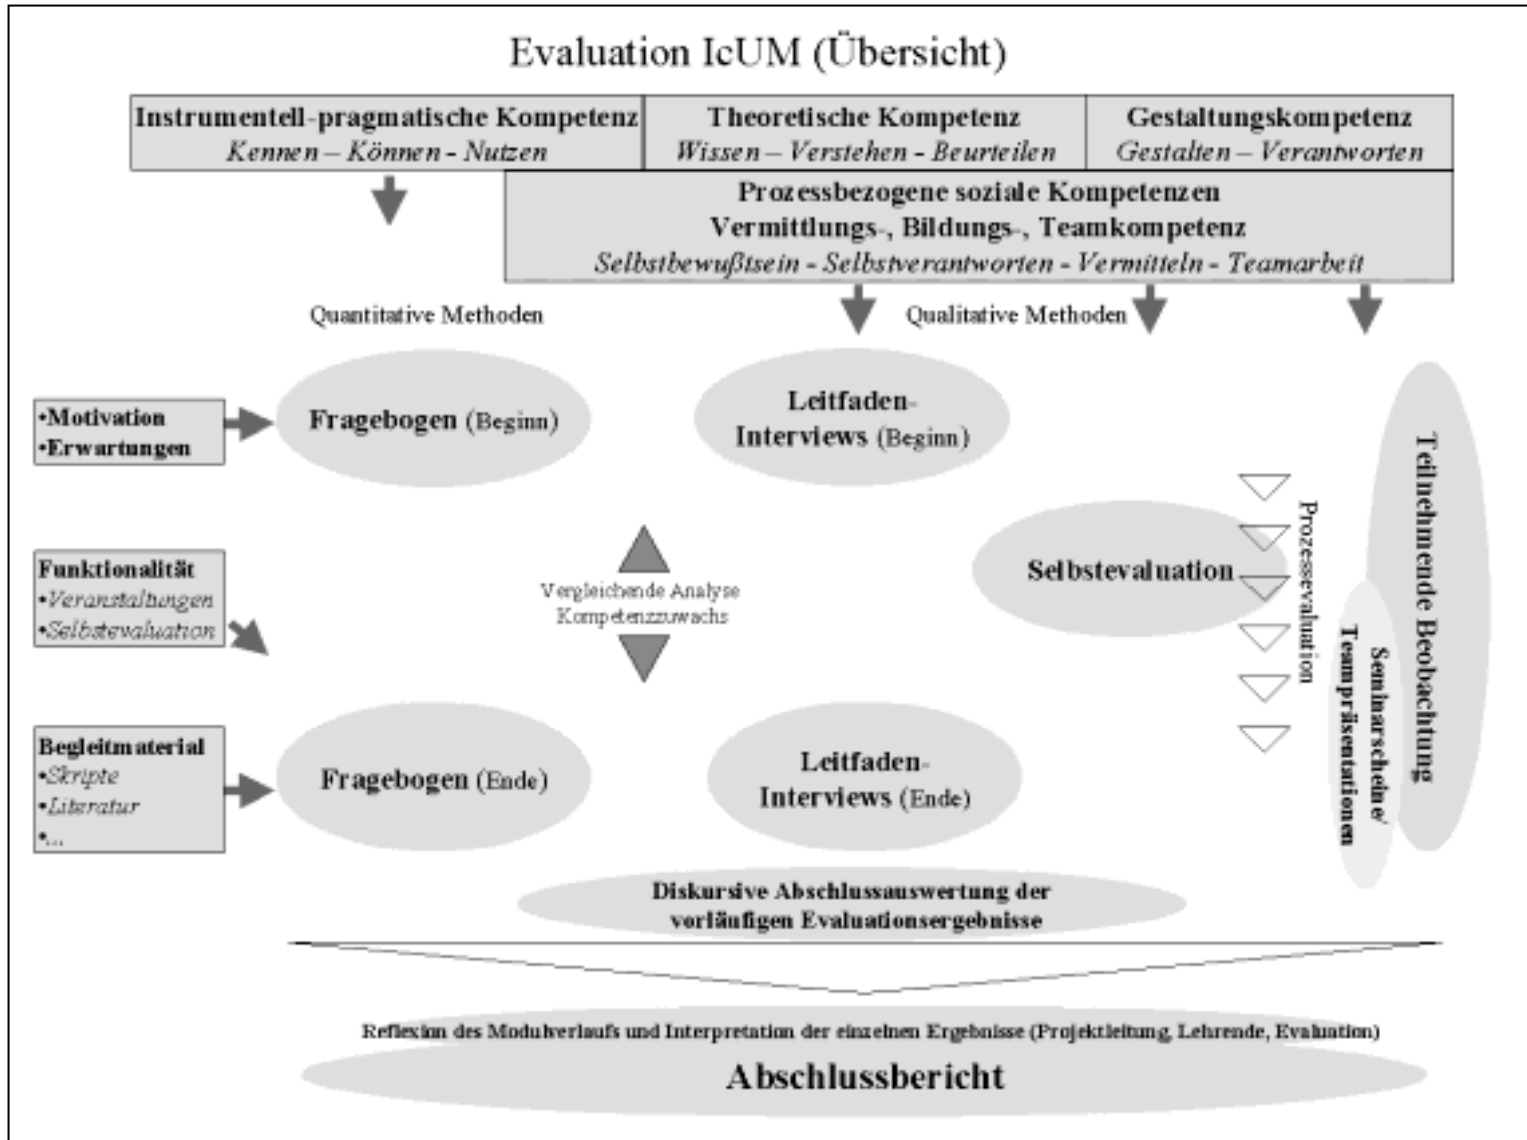 Evaluation IcUM (Übersicht)
Instrumentell-pragmatische Kompetenz
Kennen – Können - Nutzen
Theoretische Kompetenz
Wissen – Verstehen - Beurteilen
Gestaltungskompetenz
Gestalten – Verantworten
Prozessbezogene soziale Kompetenzen
Vermittlungs-, Bildungs-, Teamkompetenz
Selbstbewußtsein - Selbstverantworten - Vermitteln - Teamarbeit
Quantitative Methoden
Qualitative Methoden
•Motivation
•Erwartungen
Fragebogen (Beginn)
Leitfaden-
Interviews (Beginn)
Funktionalität
•Veranstaltungen
•Selbstevaluation
Vergleichende Analyse
Kompetenzzuwachs
Selbstevaluation
Prozessevaluation
Teilnehmende Beobachtung
Seminarscheine/
Teampräsentationen
Begleitmaterial
•Skripte
•Literatur
•...
Fragebogen (Ende)
Leitfaden-
Interviews (Ende)
Diskursive Abschlussauswertung der
vorläufigen Evaluationsergebnisse
Reflexion des Modulverlaufs und Interpretation der einzelnen Ergebnisse (Projektleitung, Lehrende, Evaluation)
Abschlussbericht